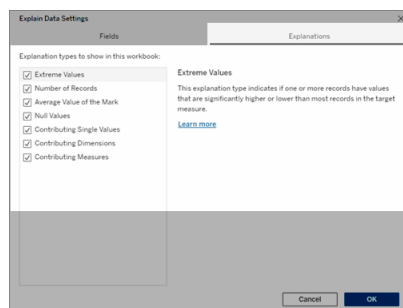 Explain Data Settings
Fields
Explanations
Explanation types to show in this workbook:
Extreme Values
Number of Records
Average Value of the Mark
Null Values
Contributing Single Values
Contributing Dimensions
Contributing Measures
Extreme Values
This explanation type indicates if one or more records have values
that are significantly higher or lower than most records in the target
measure.
Learn more
Cancel
OK